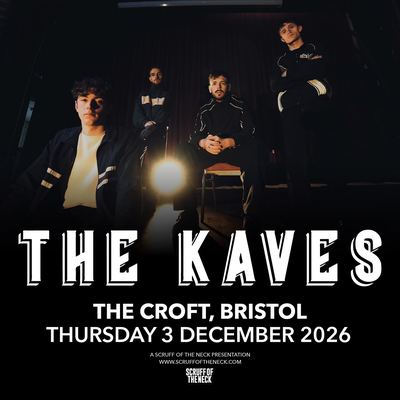 THE KAVES
THE CROFT, BRISTOL
THURSDAY 3 DECEMBER 2026
A SCRUFF OF THE NECK PRESENTATION
WWW.SCRUFFOFTHENECK.COM
SCRUFF OF
THE NECK